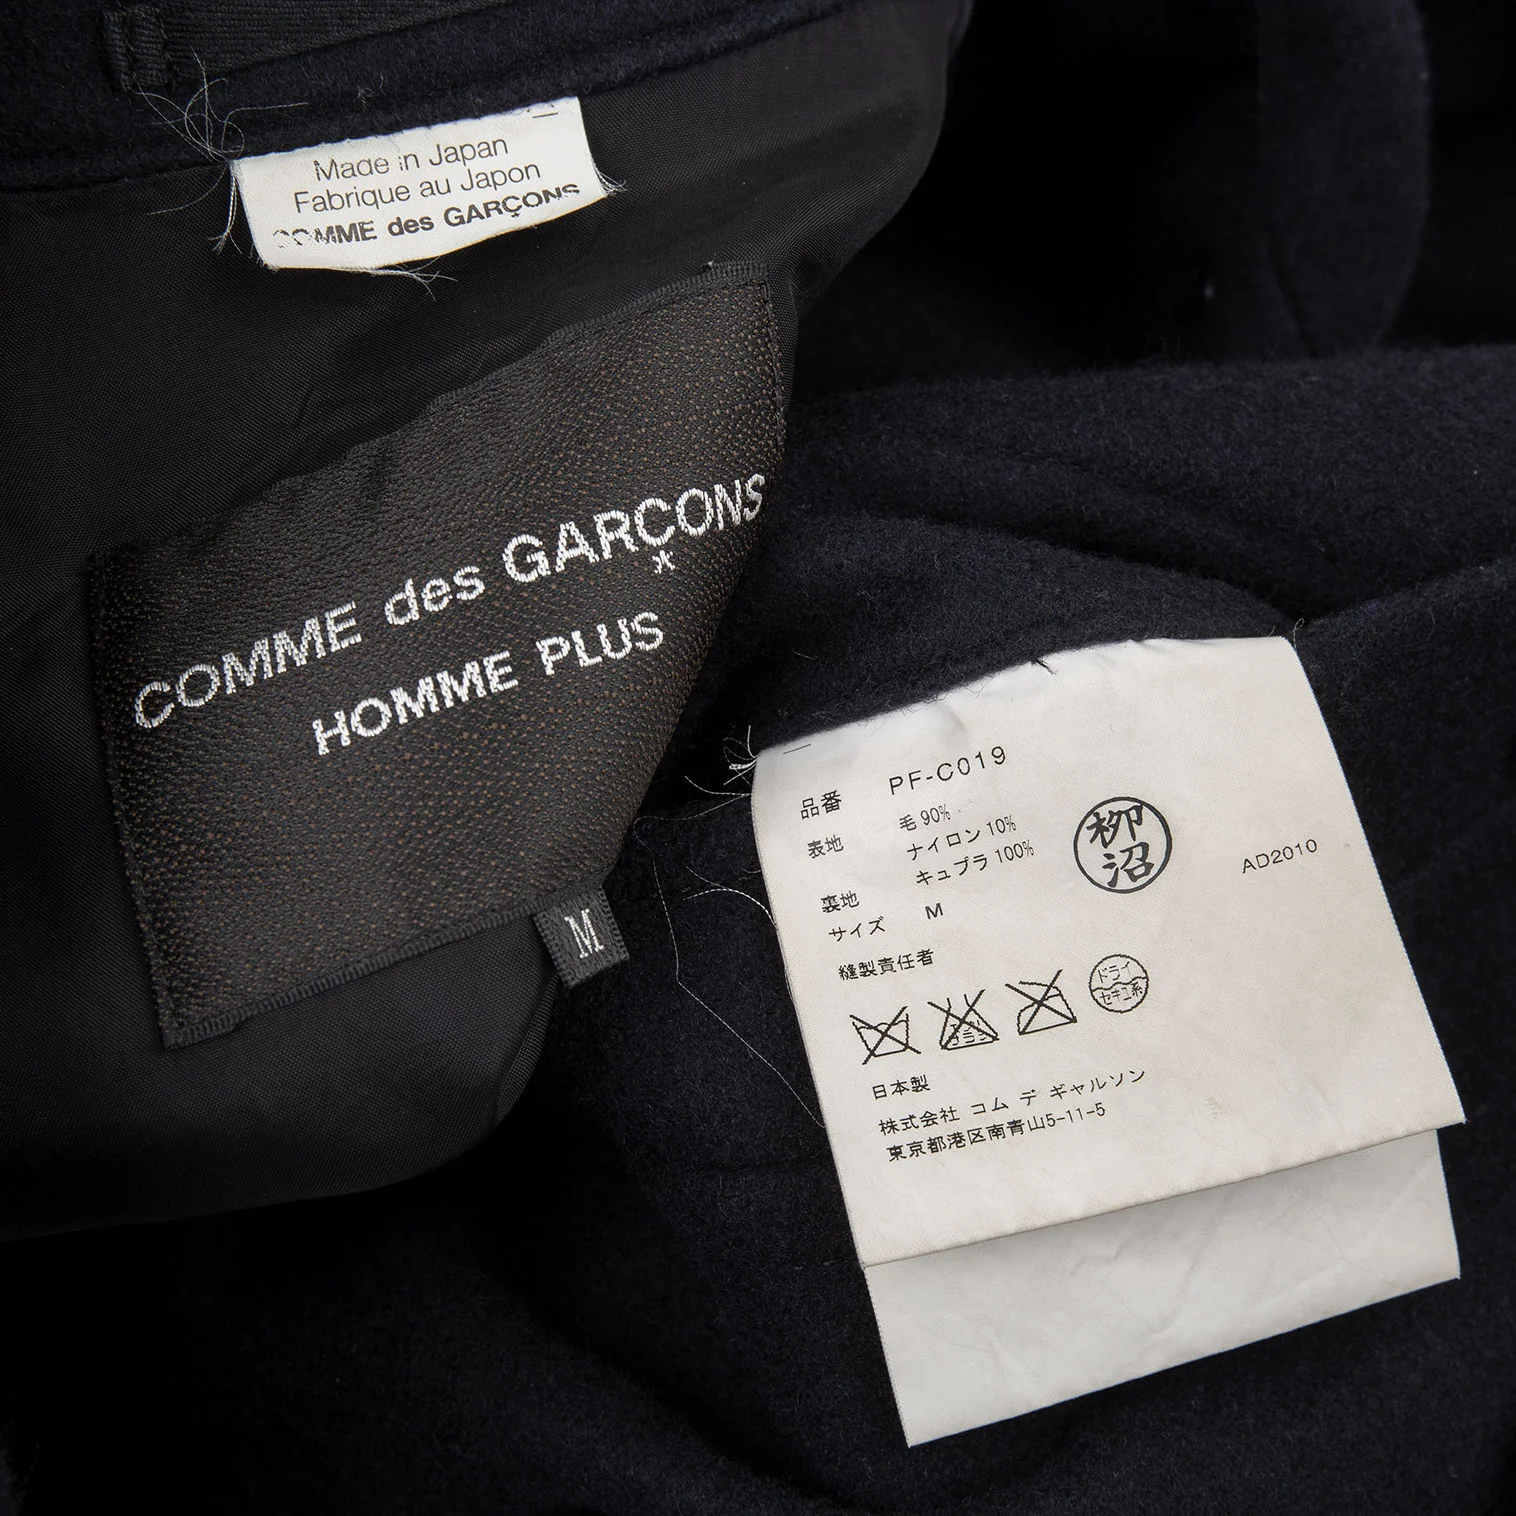 Made in Japan
Fabriqué au Japon
COMME des GARÇONS
COMME des GARÇONS
HOMME PLUS
M
品番 PF-C019
表地 毛 90%
ナイロン 10%
裏地 キュプラ 100%
サイズ M
縫製責任者
柳沼
AD2010
ドライ
セキユ系
日本製
株式会社 コム デ ギャルソン
東京都港区南青山5-11-5